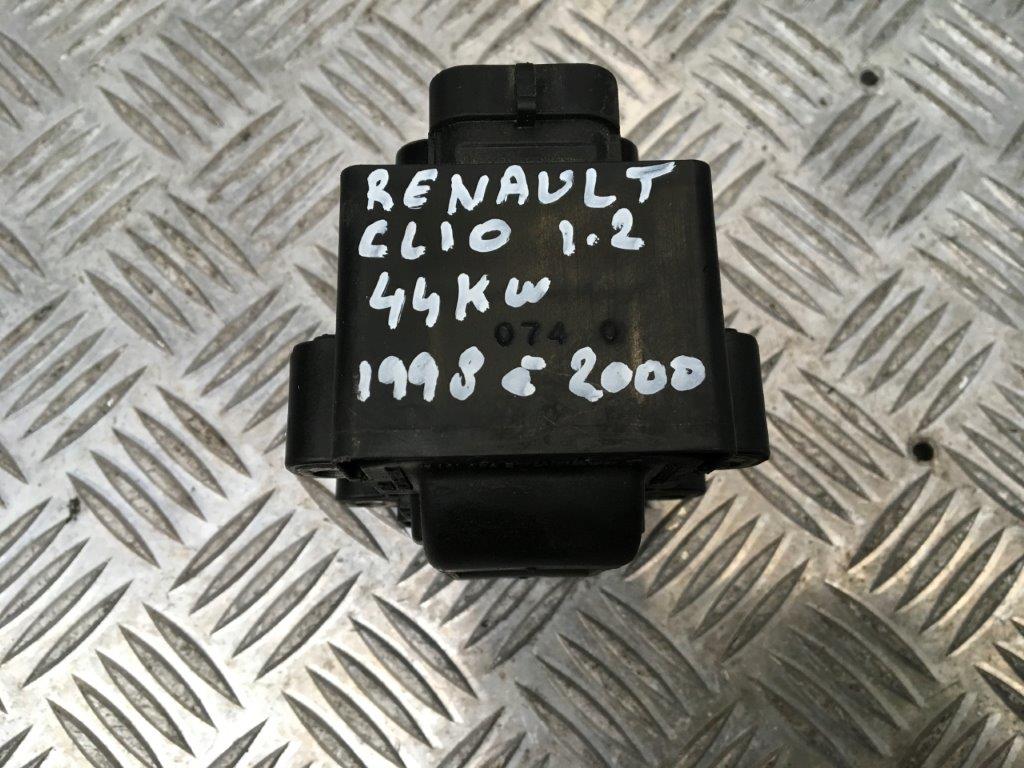 RENAULT
CLIO 1.2
44KW
074 0
1998 č 2000